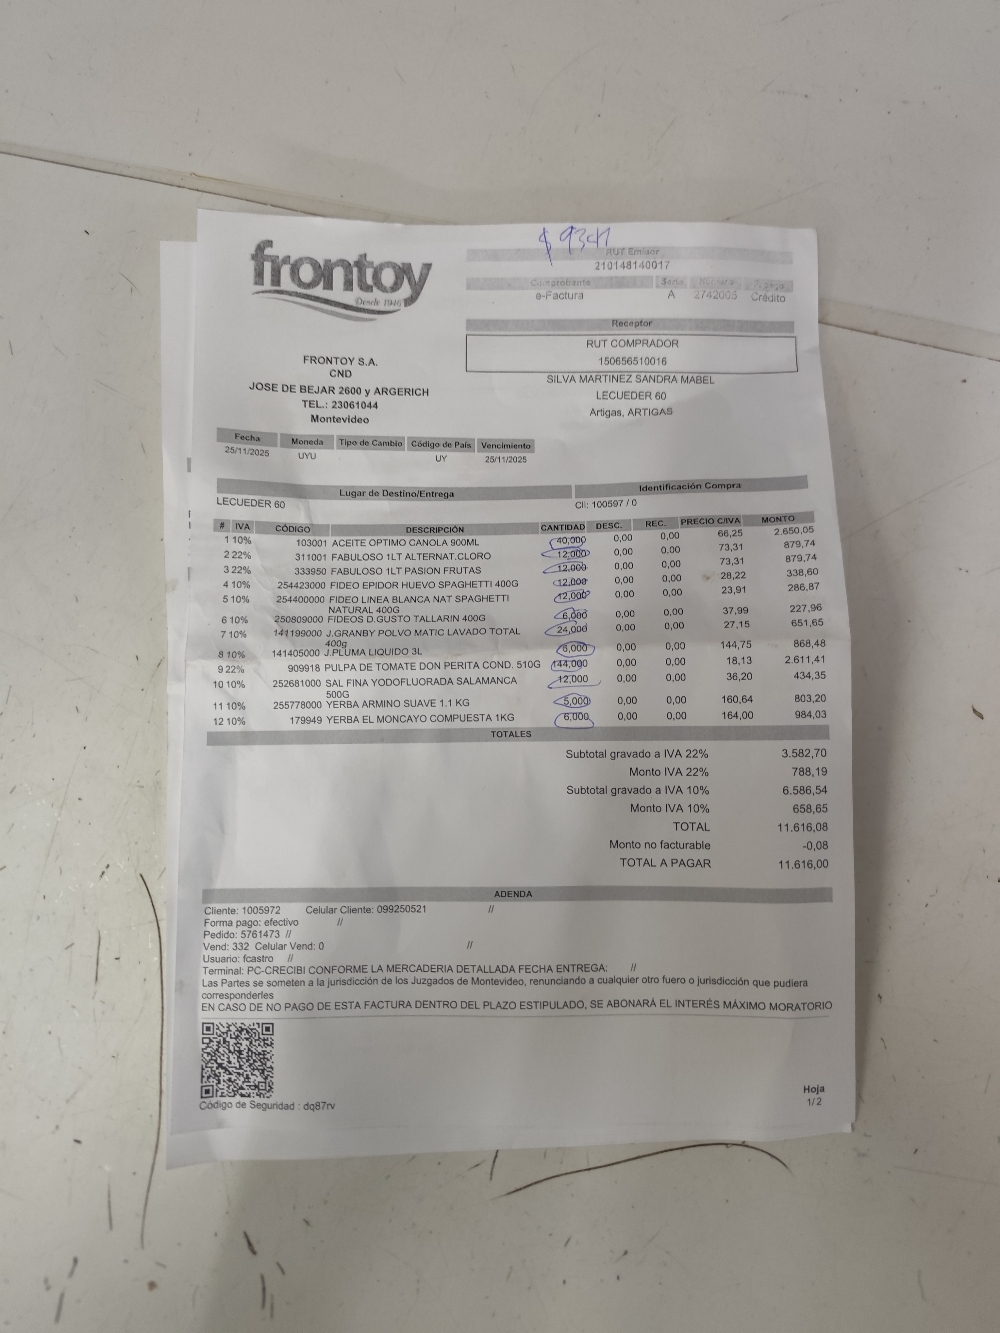 frontoy
Desde 1946
$ 9341
RUT Emisor
210148140017
Comprobante Serie Número Pago
e-Factura A 2742005 Crédito
Receptor
RUT COMPRADOR
150656510016
SILVA MARTINEZ SANDRA MABEL
LECUEDER 60
Artigas, ARTIGAS
FRONTOY S.A.
CND
JOSE DE BEJAR 2600 y ARGERICH
TEL.: 23061044
Montevideo
Fecha Moneda Tipo de Cambio Código de País Vencimiento
25/11/2025 UYU UY 25/11/2025
Lugar de Destino/Entrega Identificación Compra
LECUEDER 60 Cli: 100597 / 0
# IVA CÓDIGO DESCRIPCIÓN CANTIDAD DESC. REC. PRECIO C/IVA MONTO
1 10% 103001 ACEITE OPTIMO CANOLA 900ML 40,000 0,00 0,00 66,25 2.650,05
2 22% 311001 FABULOSO 1LT ALTERNAT.CLORO 12,000 0,00 0,00 73,31 879,74
3 22% 333950 FABULOSO 1LT PASION FRUTAS 12,000 0,00 0,00 73,31 879,74
4 10% 254423000 FIDEO EPIDOR HUEVO SPAGHETTI 400G 12,000 0,00 0,00 28,22 338,60
5 10% 254400000 FIDEO LINEA BLANCA NAT SPAGHETTI 12,000 0,00 0,00 23,91 286,87
NATURAL 400G
6 10% 250809000 FIDEOS D.GUSTO TALLARIN 400G 6,000 0,00 0,00 37,99 227,96
7 10% 141199000 J.GRANBY POLVO MATIC LAVADO TOTAL 24,000 0,00 0,00 27,15 651,65
400g
8 10% 141405000 J.PLUMA LIQUIDO 3L 6,000 0,00 0,00 144,75 868,48
9 22% 909918 PULPA DE TOMATE DON PERITA COND. 510G 144,000 0,00 0,00 18,13 2.611,41
10 10% 252681000 SAL FINA YODOFLUORADA SALAMANCA 12,000 0,00 0,00 36,20 434,35
500G
11 10% 255778000 YERBA ARMINO SUAVE 1.1 KG 5,000 0,00 0,00 160,64 803,20
12 10% 179949 YERBA EL MONCAYO COMPUESTA 1KG 6,000 0,00 0,00 164,00 984,03
TOTALES
Subtotal gravado a IVA 22% 3.582,70
Monto IVA 22% 788,19
Subtotal gravado a IVA 10% 6.586,54
Monto IVA 10% 658,65
TOTAL 11.616,08
Monto no facturable -0,08
TOTAL A PAGAR 11.616,00
ADENDA
Cliente: 1005972 Celular Cliente: 099250521 //
Forma pago: efectivo //
Pedido: 5761473 //
Vend: 332 Celular Vend: 0 //
Usuario: fcastro //
Terminal: PC-CRECIBI CONFORME LA MERCADERIA DETALLADA FECHA ENTREGA: //
Las Partes se someten a la jurisdicción de los Juzgados de Montevideo, renunciando a cualquier otro fuero o jurisdicción que pudiera
corresponderles
EN CASO DE NO PAGO DE ESTA FACTURA DENTRO DEL PLAZO ESTIPULADO, SE ABONARÁ EL INTERÉS MÁXIMO MORATORIO
Código de Seguridad : dq87rv
Hoja
1/2